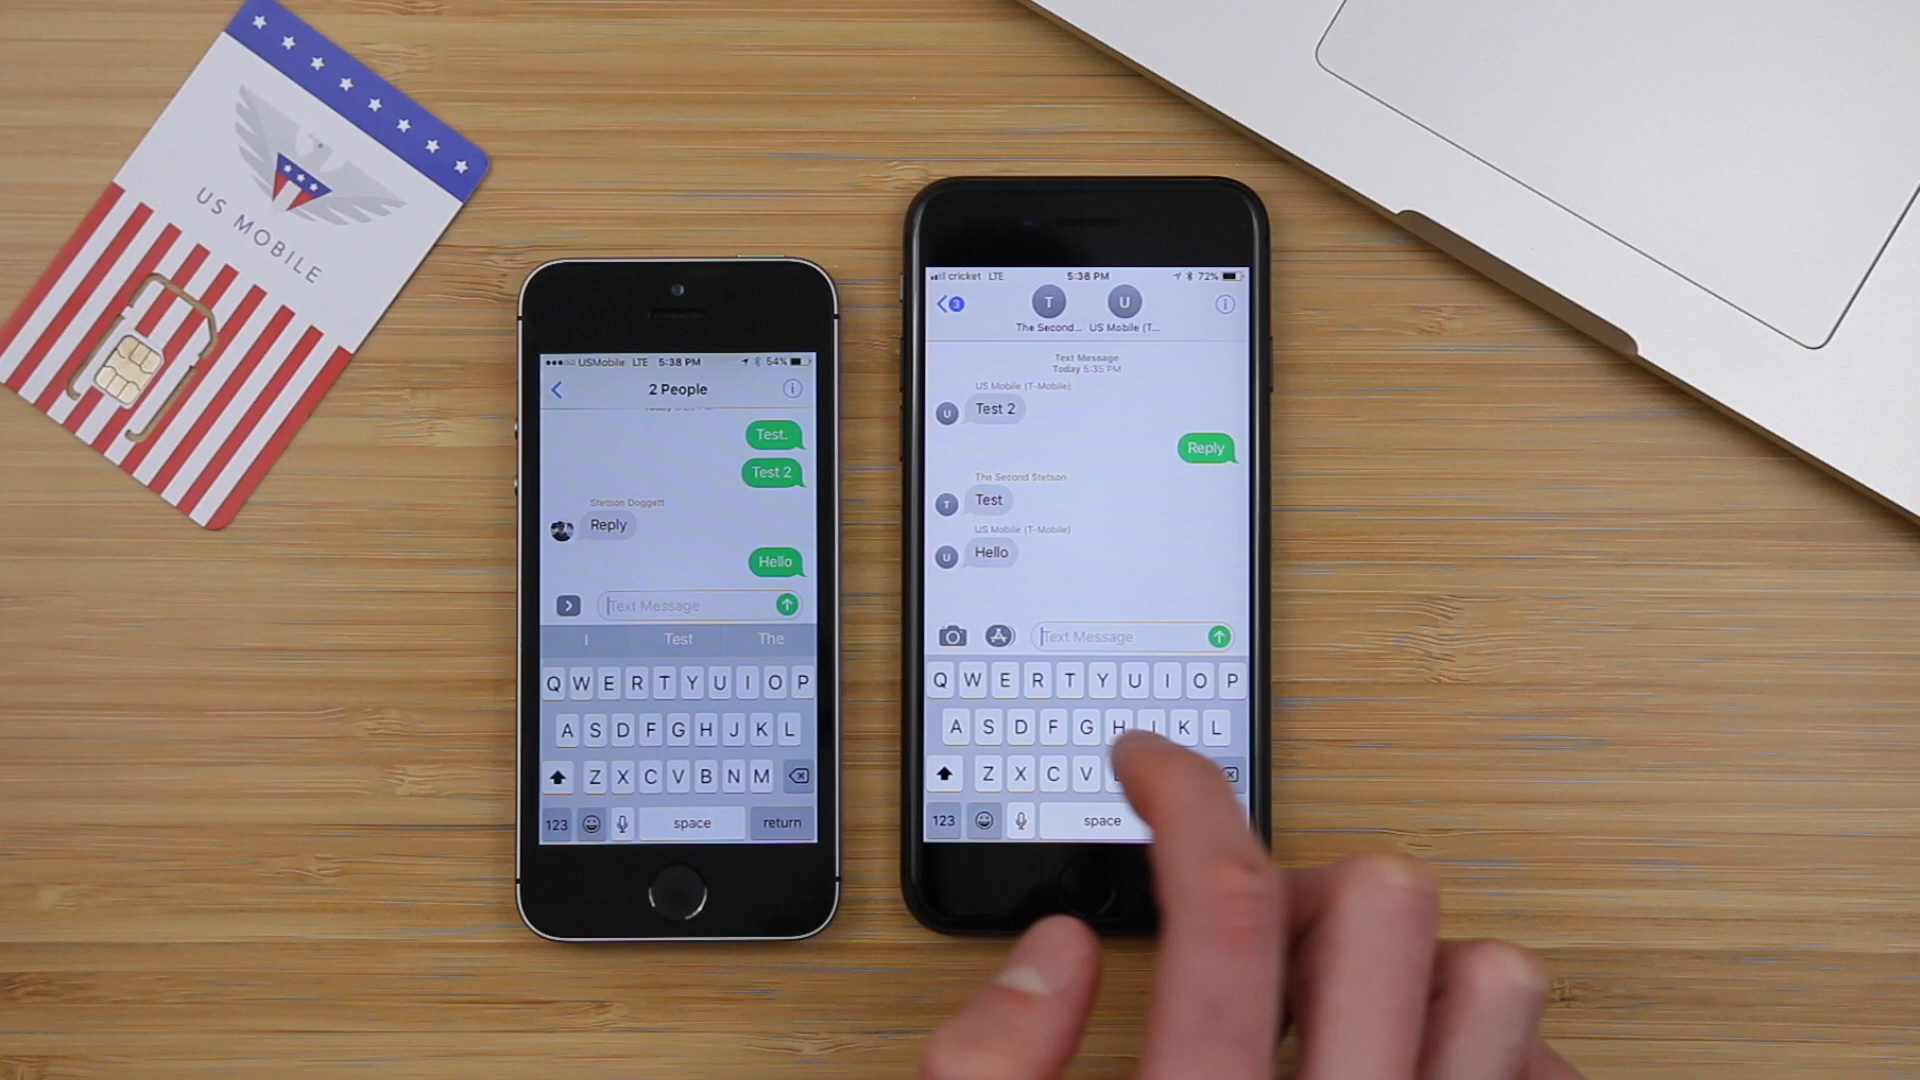 US MOBILE
USMobile LTE 5:38 PM 54%
2 People
Test.
Test 2
Stetson Doggett
Reply
Hello
Text Message
I Test The
Q W E R T Y U I O P
A S D F G H J K L
Z X C V B N M
123 space return
cricket LTE 5:38 PM 72%
3
T U
The Second... US Mobile (T-...
Text Message
Today 5:35 PM
US Mobile (T-Mobile)
U
Test 2
Reply
The Second Stetson
T
Test
US Mobile (T-Mobile)
U
Hello
Text Message
Q W E R T Y U I O P
A S D F G H J K L
Z X C V
123 space